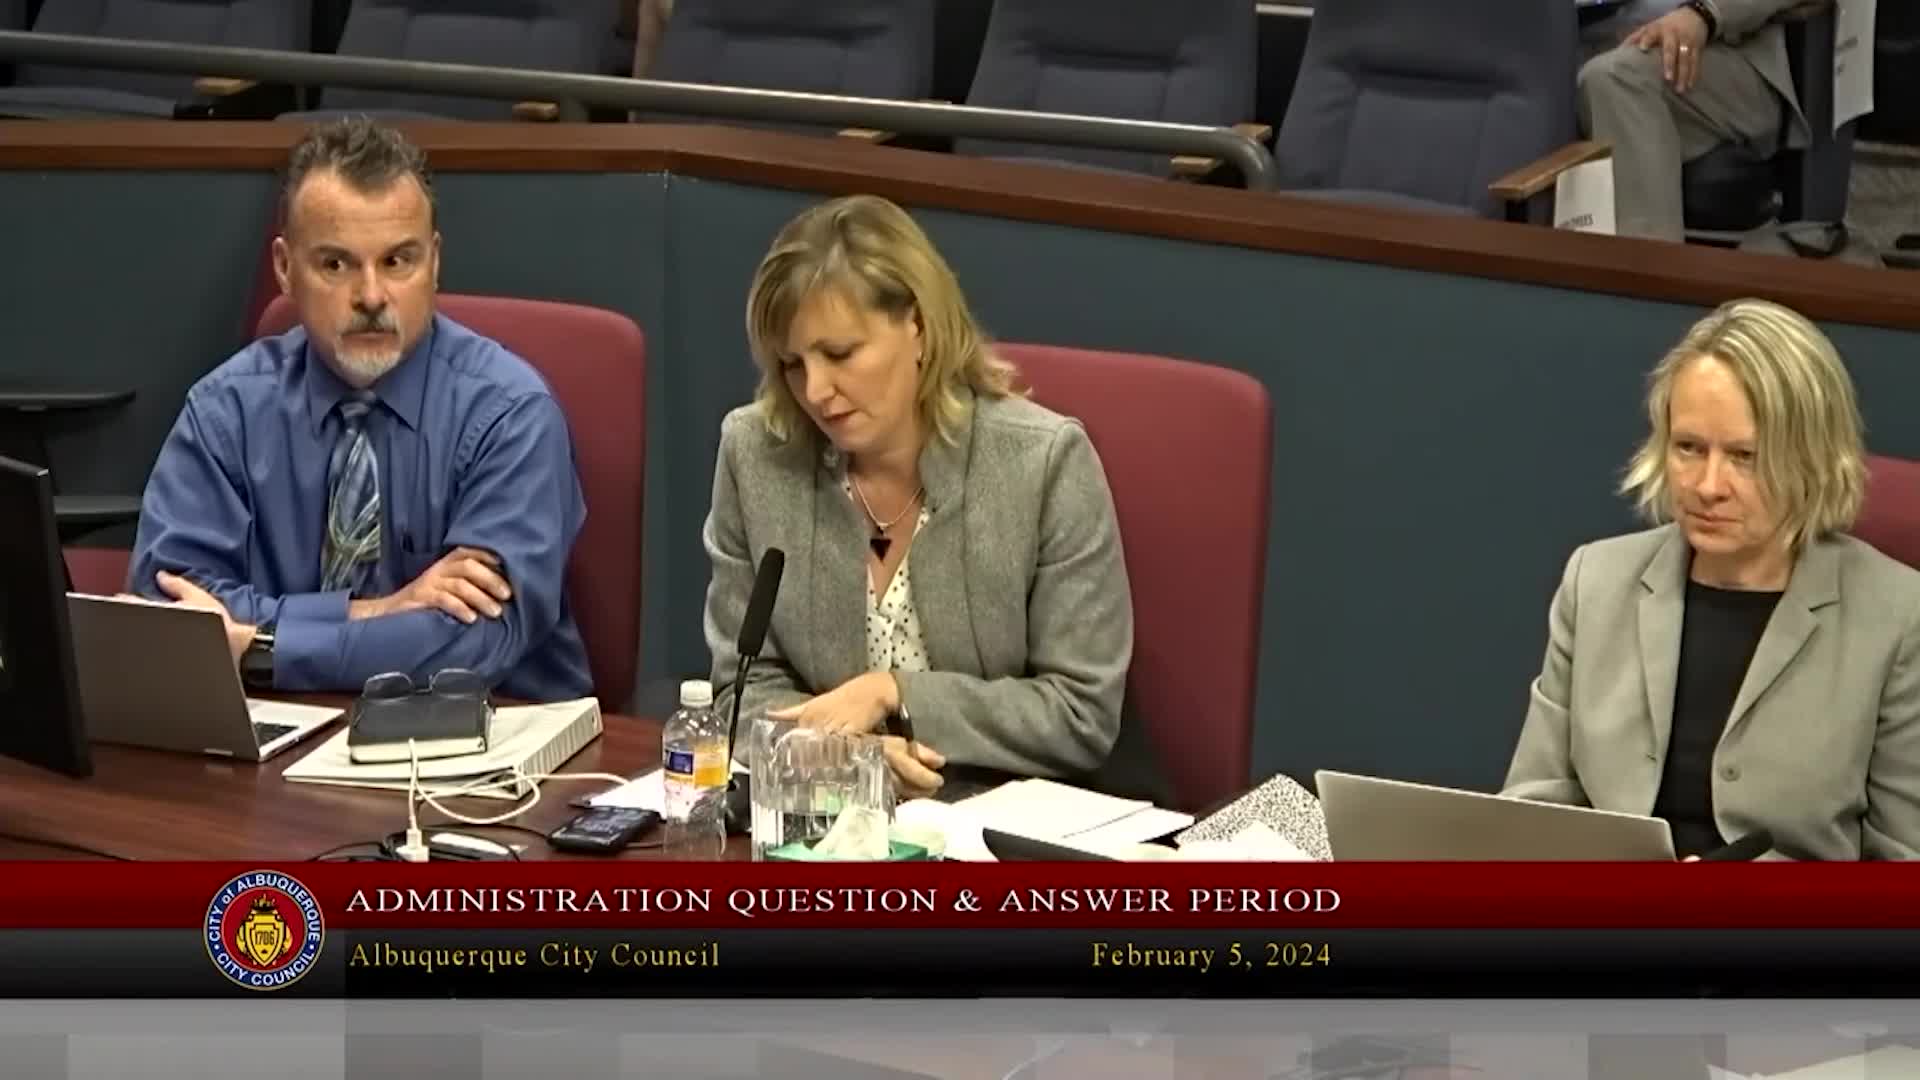 ADMINISTRATION QUESTION & ANSWER PERIOD
CITY of ALBUQUERQUE
1706
CITY COUNCIL
Albuquerque City Council
February 5, 2024